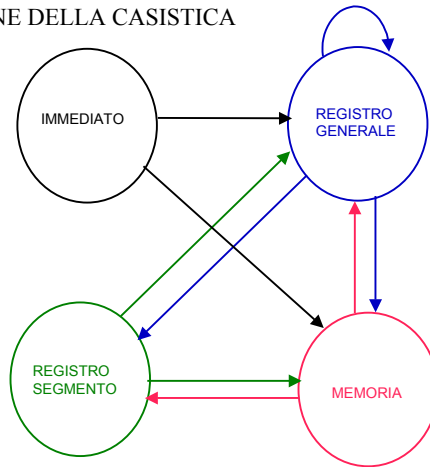 NE DELLA CASISTICA
IMMEDIATO
REGISTRO
GENERALE
REGISTRO
SEGMENTO
MEMORIA